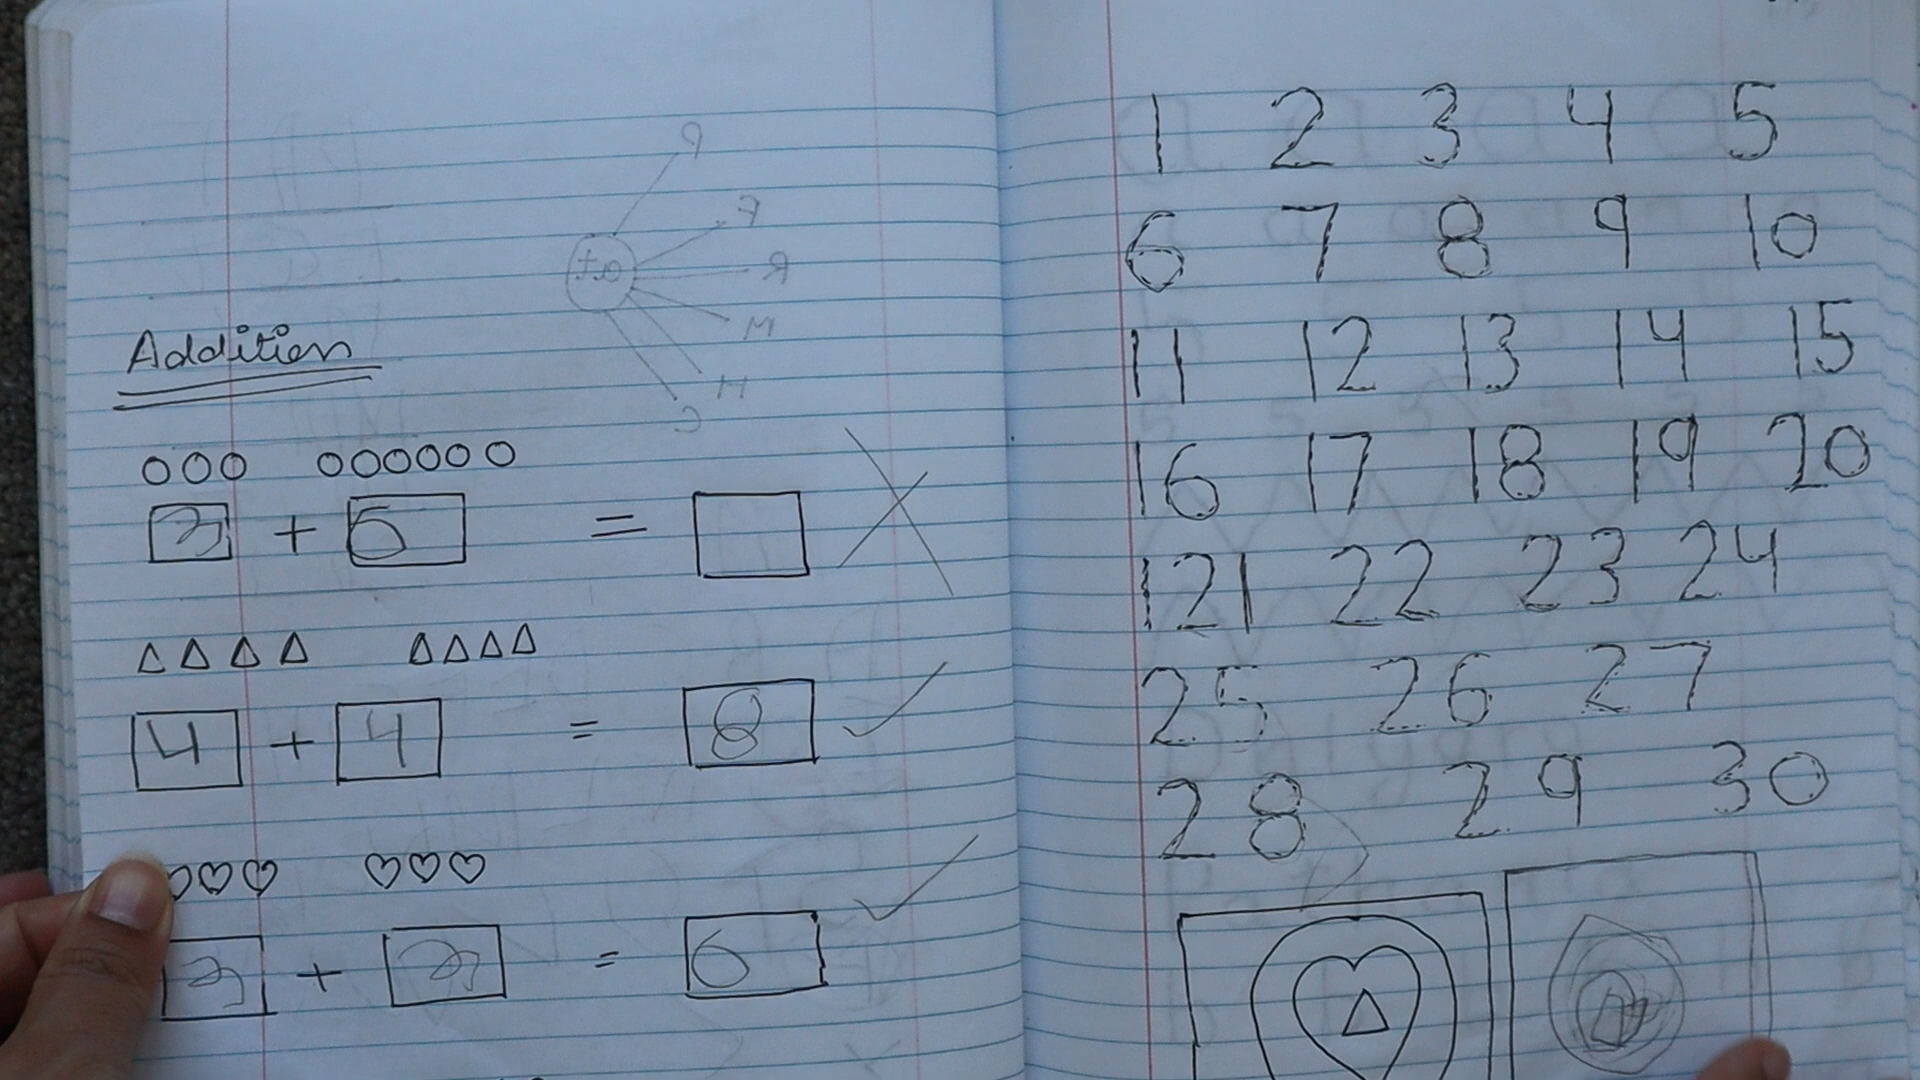 Addition
3 + 6 =
4 + 4 = 8
3 + 3 = 6
1 2 3 4 5
6 7 8 9 10
11 12 13 14 15
16 17 18 19 20
121 22 23 24
25 26 27
28 29 30